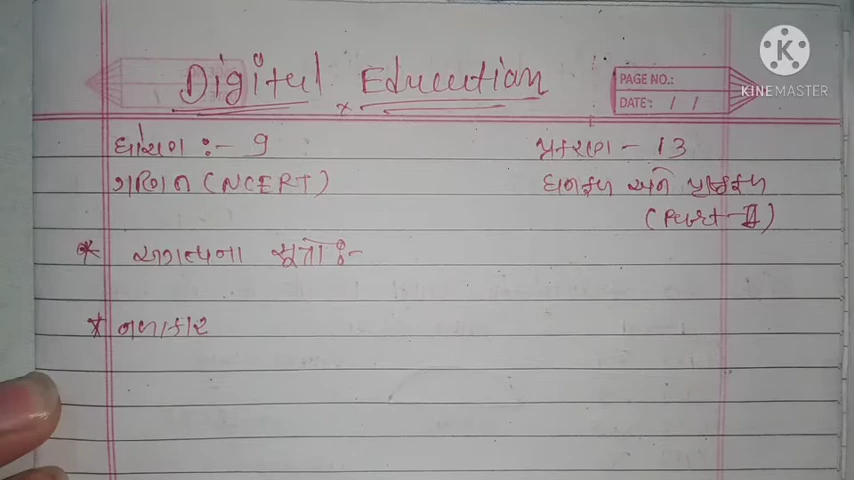 Digital Education
PAGE NO.:
DATE: / /
KINEMASTER
ધોરણ :- 9
પ્રકરણ - 13
ગણિત (NCERT)
ઘનફળ અને પૃષ્ઠફળ
(Part-II)
* અગત્યના સૂત્રો :-
* નળાકાર